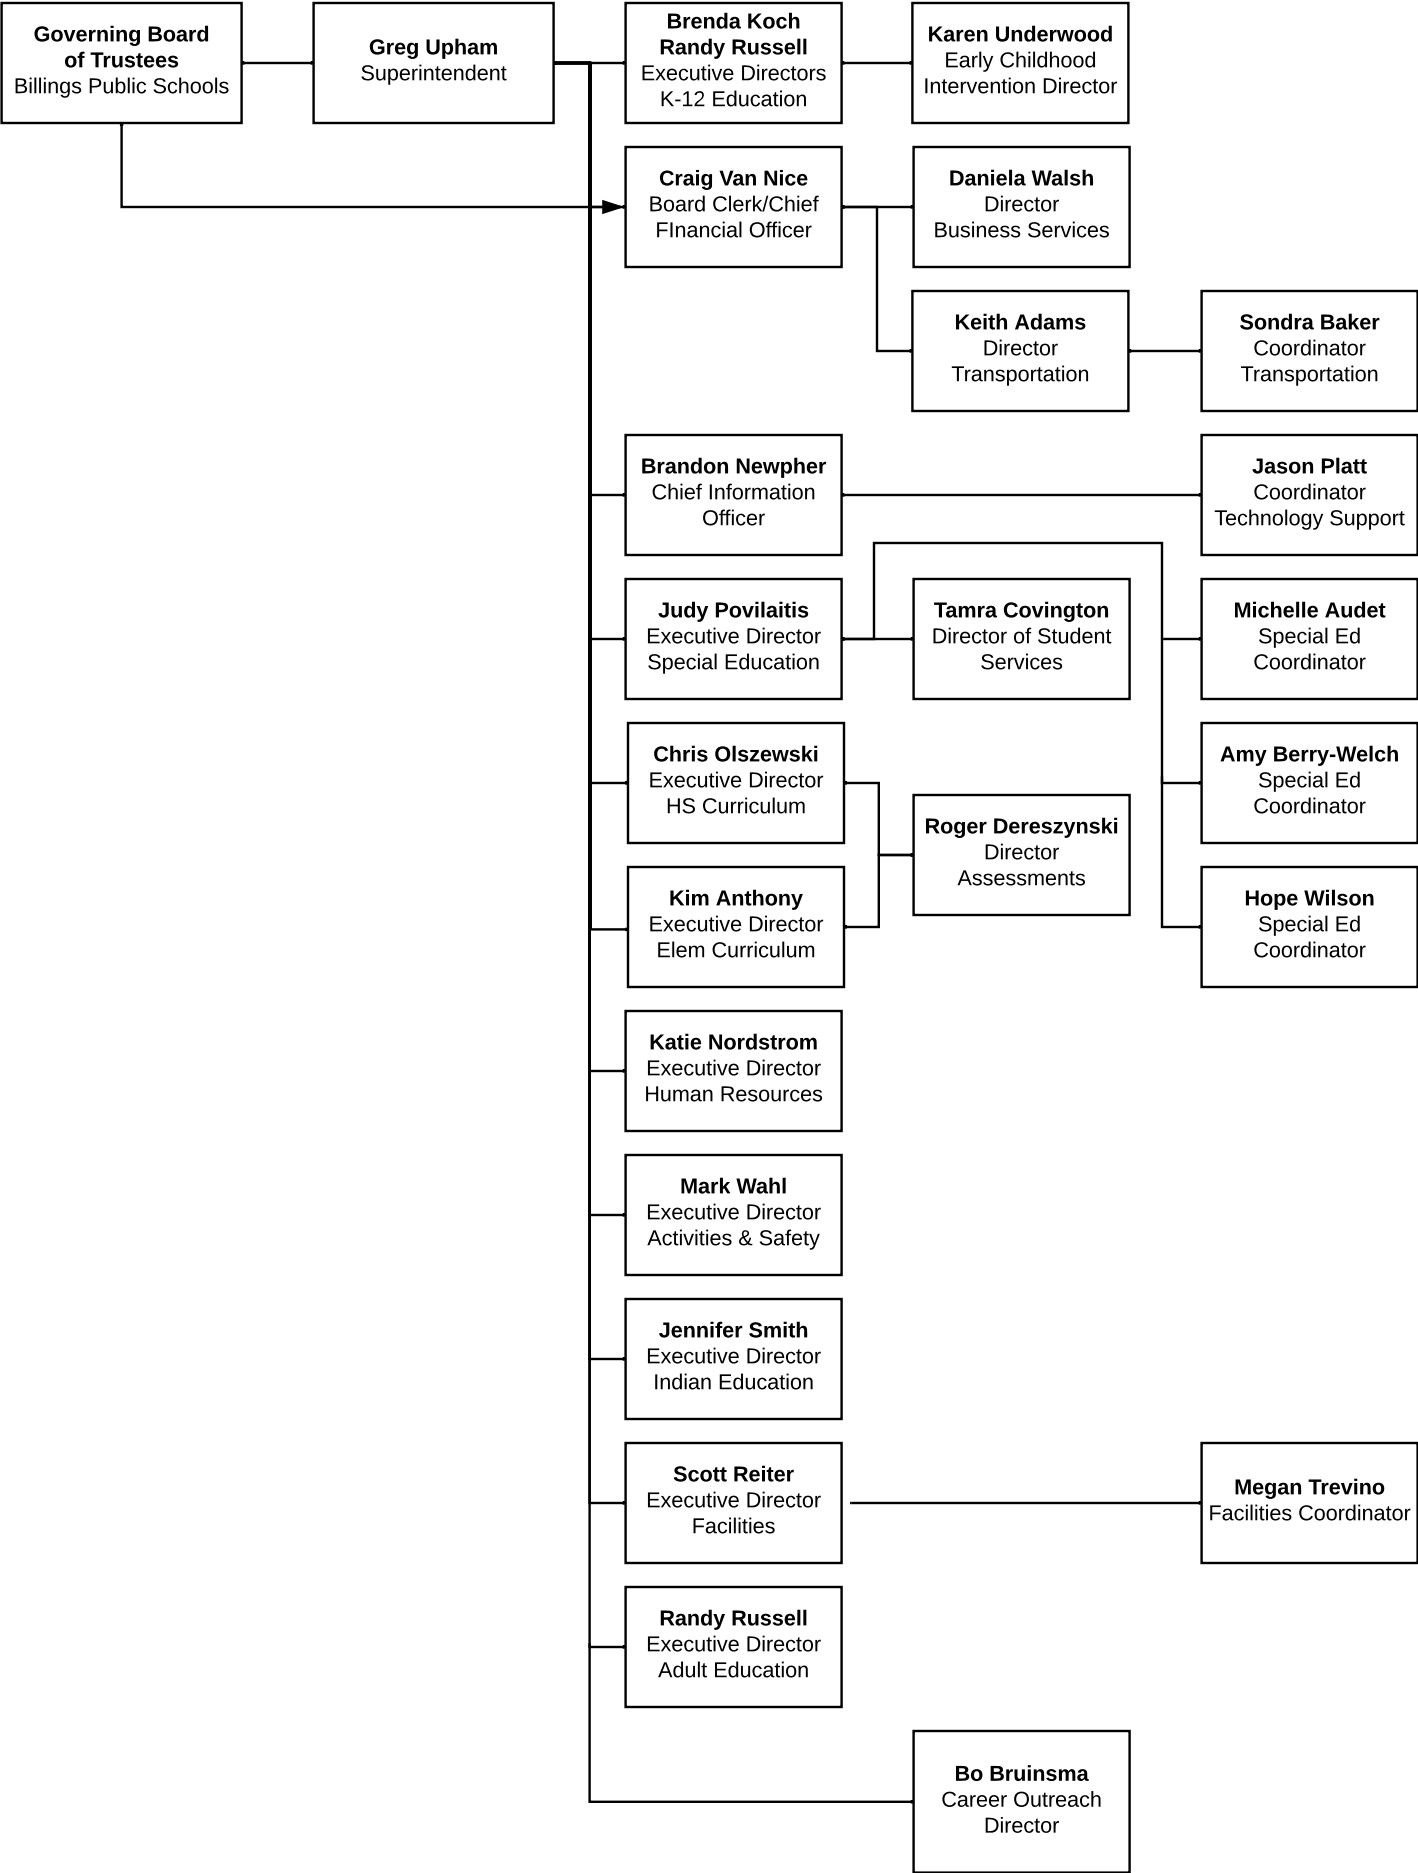 Governing Board
of Trustees
Billings Public Schools
Greg Upham
Superintendent
Brenda Koch
Randy Russell
Executive Directors
K-12 Education
Karen Underwood
Early Childhood
Intervention Director
Craig Van Nice
Board Clerk/Chief
FInancial Officer
Daniela Walsh
Director
Business Services
Keith Adams
Director
Transportation
Sondra Baker
Coordinator
Transportation
Brandon Newpher
Chief Information
Officer
Jason Platt
Coordinator
Technology Support
Judy Povilaitis
Executive Director
Special Education
Tamra Covington
Director of Student
Services
Michelle Audet
Special Ed
Coordinator
Chris Olszewski
Executive Director
HS Curriculum
Amy Berry-Welch
Special Ed
Coordinator
Roger Dereszynski
Director
Assessments
Kim Anthony
Executive Director
Elem Curriculum
Hope Wilson
Special Ed
Coordinator
Katie Nordstrom
Executive Director
Human Resources
Mark Wahl
Executive Director
Activities & Safety
Jennifer Smith
Executive Director
Indian Education
Scott Reiter
Executive Director
Facilities
Megan Trevino
Facilities Coordinator
Randy Russell
Executive Director
Adult Education
Bo Bruinsma
Career Outreach
Director